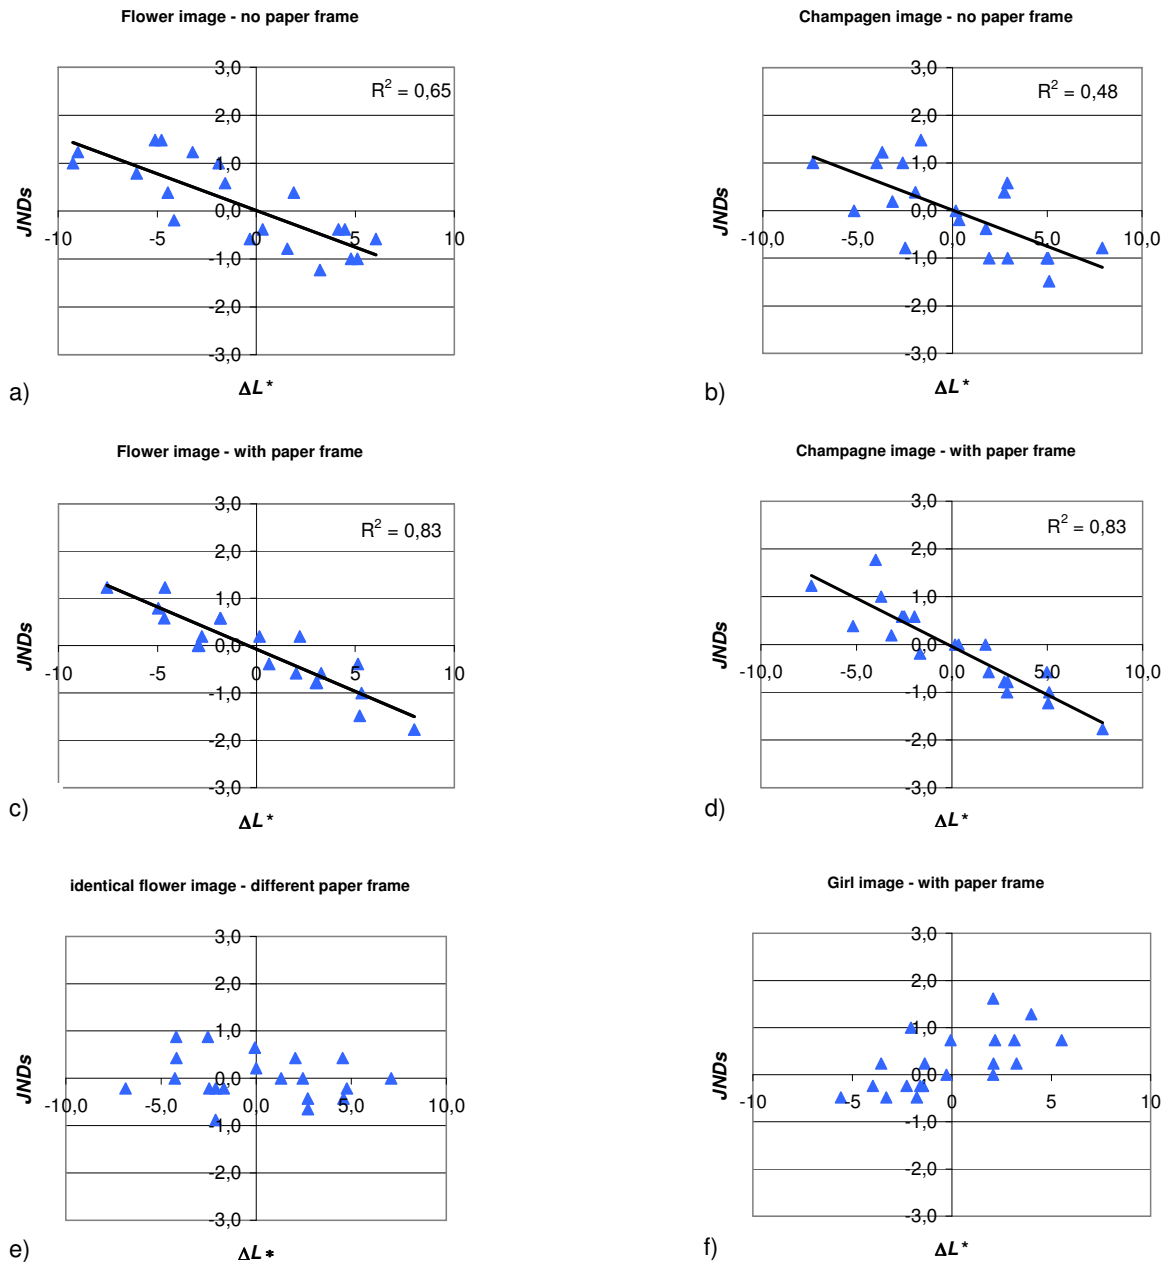 Flower image - no paper frame
3,0
R² = 0,65
2,0
1,0
JNDs
0,0
-10
-5
0
5
10
-1,0
-2,0
-3,0
a)
ΔL*
Champagen image - no paper frame
3,0
R² = 0,48
2,0
1,0
JNDs
0,0
-10,0
-5,0
0,0
5,0
10,0
-1,0
-2,0
-3,0
b)
ΔL*
Flower image - with paper frame
3,0
R² = 0,83
2,0
1,0
JNDs
0,0
-10
-5
0
5
10
-1,0
-2,0
-3,0
c)
ΔL*
Champagne image - with paper frame
3,0
R² = 0,83
2,0
1,0
JNDs
0,0
-10,0
-5,0
0,0
5,0
10,0
-1,0
-2,0
-3,0
d)
ΔL*
identical flower image - different paper frame
3,0
2,0
1,0
JNDs
0,0
-10,0
-5,0
0,0
5,0
10,0
-1,0
-2,0
-3,0
e)
ΔL*
Girl image - with paper frame
3,0
2,0
1,0
JNDs
0,0
-10
-5
0
5
10
-1,0
-2,0
-3,0
f)
ΔL*